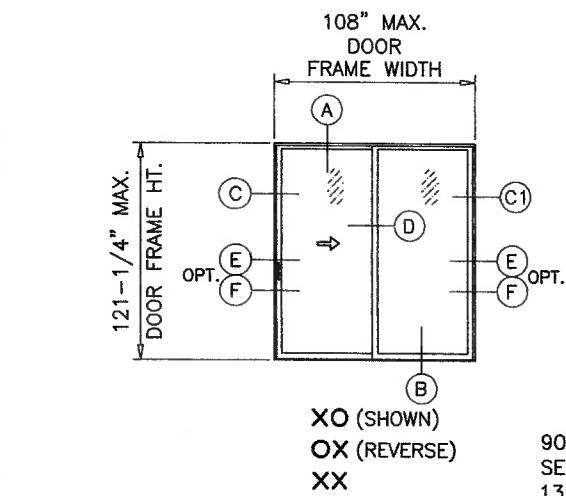 108" MAX.
DOOR
FRAME WIDTH
A
121-1/4" MAX.
DOOR FRAME HT.
C
C1
D
E
OPT.
F
E
OPT.
F
B
XO (SHOWN)
OX (REVERSE)
XX
90
SE
13